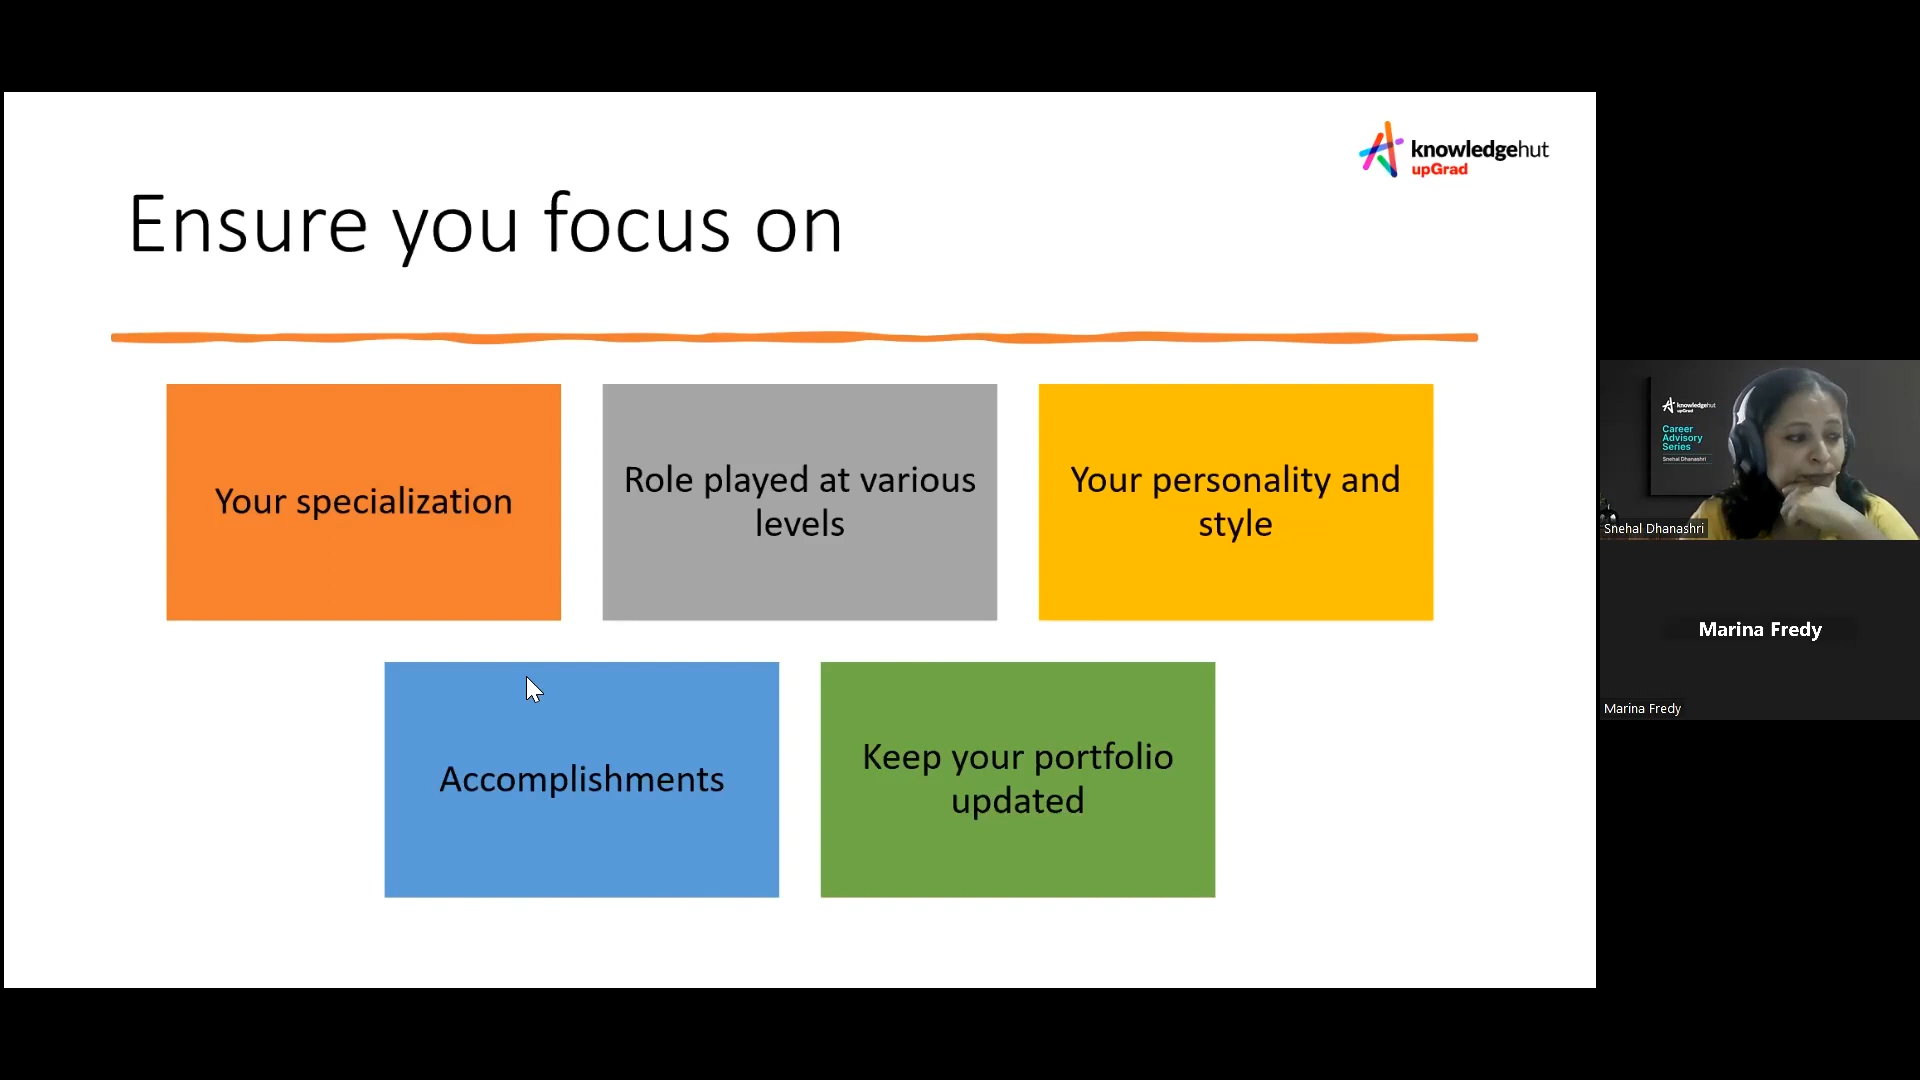 knowledgehut
upGrad
Ensure you focus on
Your specialization
Role played at various
levels
Your personality and
style
Accomplishments
Keep your portfolio
updated
knowledgehut
upGrad
Career
Advisory
Series
Snehal Dhanashri
Snehal Dhanashri
Marina Fredy
Marina Fredy